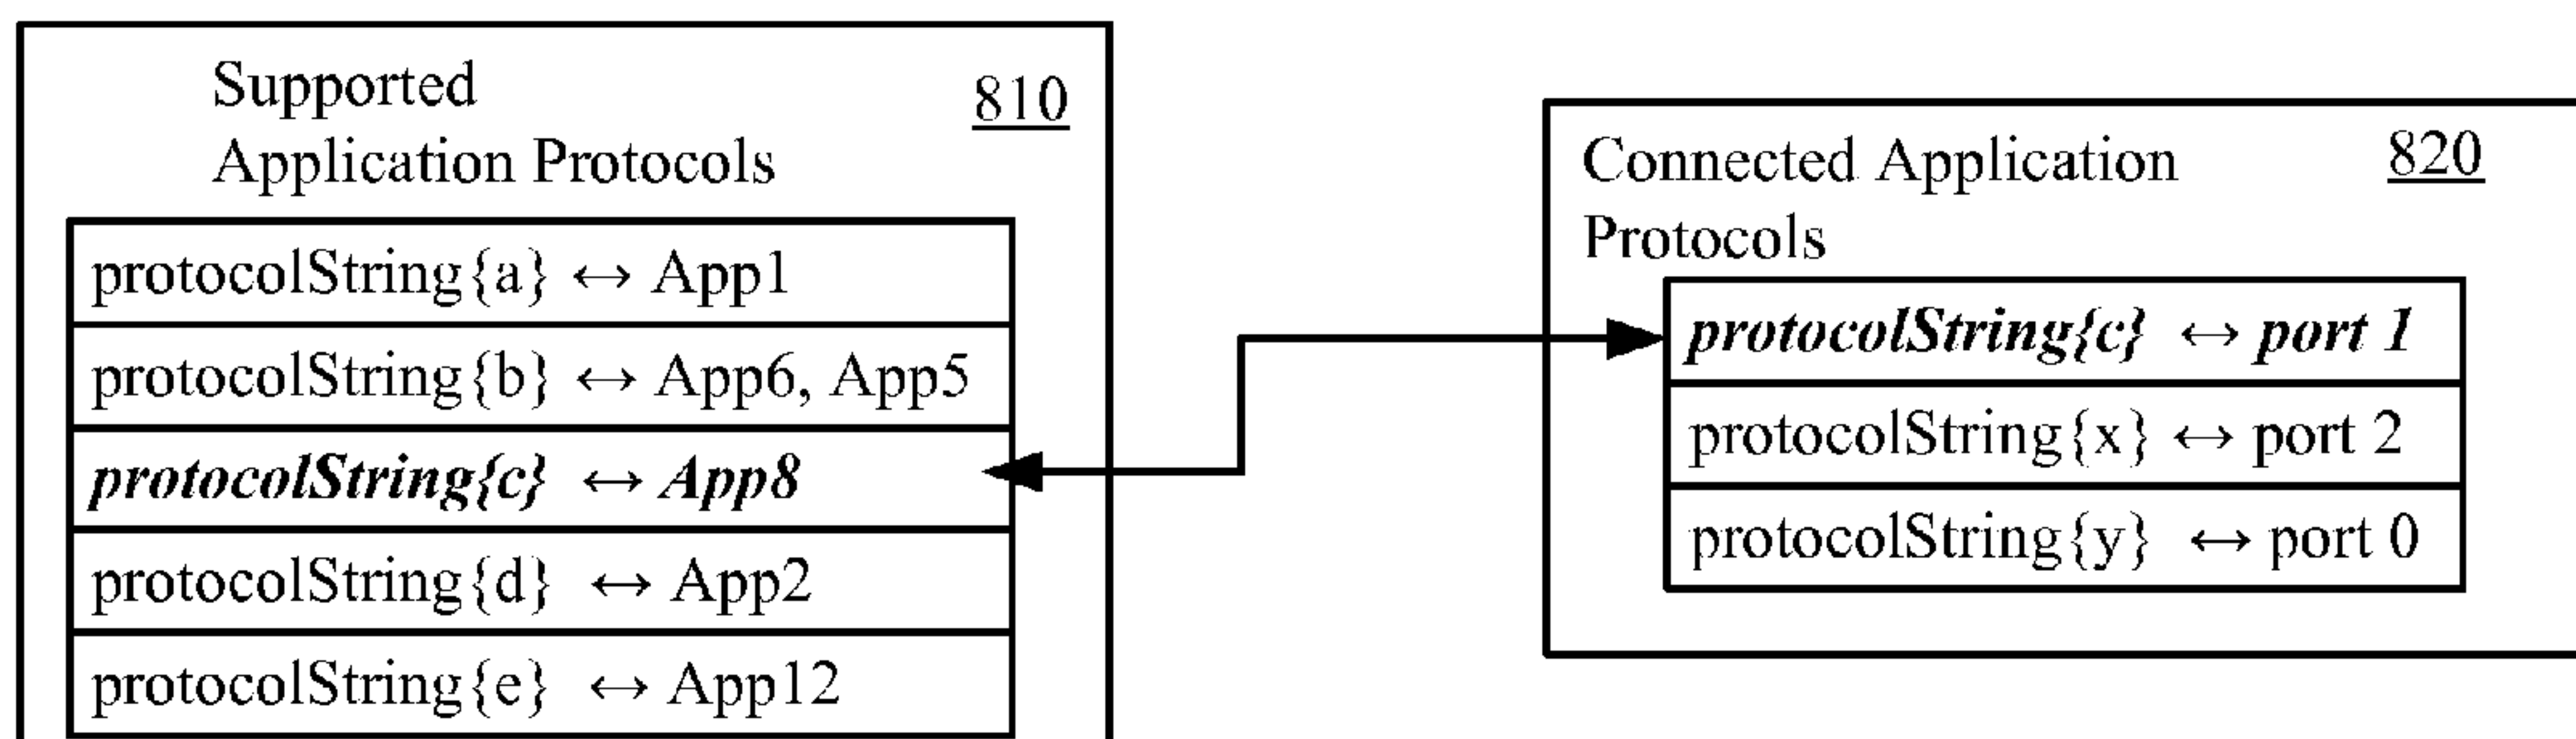 Supported
810
Application Protocols
protocolString{a} ↔ App1
protocolString{b} ↔ App6, App5
protocolString{c} ↔ App8
protocolString{d} ↔ App2
protocolString{e} ↔ App12
Connected Application
820
Protocols
protocolString{c} ↔ port 1
protocolString{x} ↔ port 2
protocolString{y} ↔ port 0